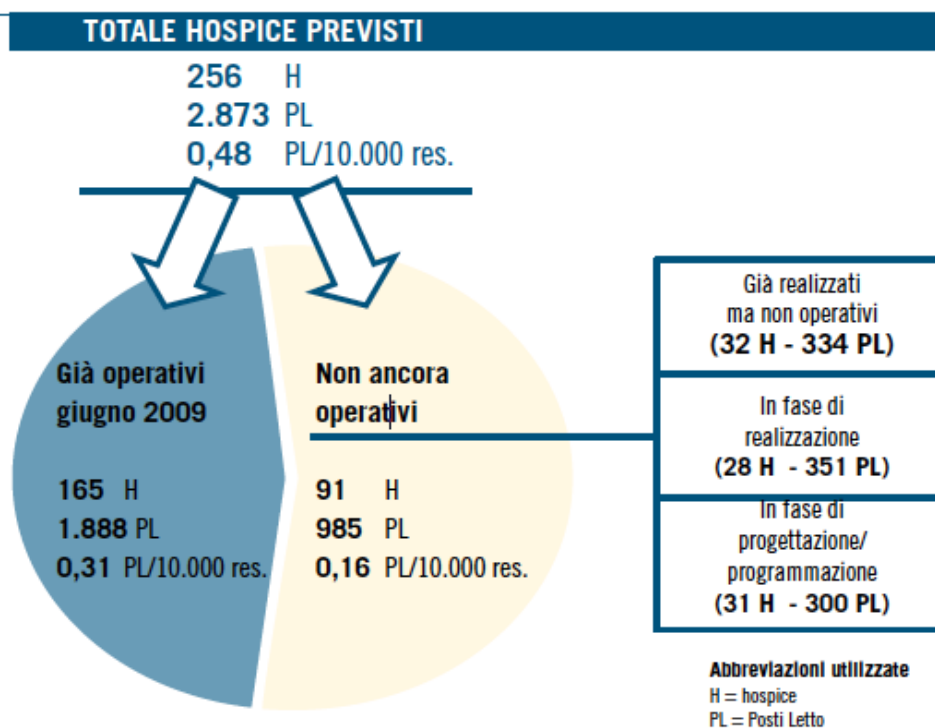 TOTALE HOSPICE PREVISTI
256 H
2.873 PL
0,48 PL/10.000 res.
Già operativi
giugno 2009
165 H
1.888 PL
0,31 PL/10.000 res.
Non ancora
operativi
91 H
985 PL
0,16 PL/10.000 res.
Già realizzati
ma non operativi
(32 H - 334 PL)
In fase di
realizzazione
(28 H - 351 PL)
In fase di
progettazione/
programmazione
(31 H - 300 PL)
Abbreviazioni utilizzate
H = hospice
PL = Posti Letto